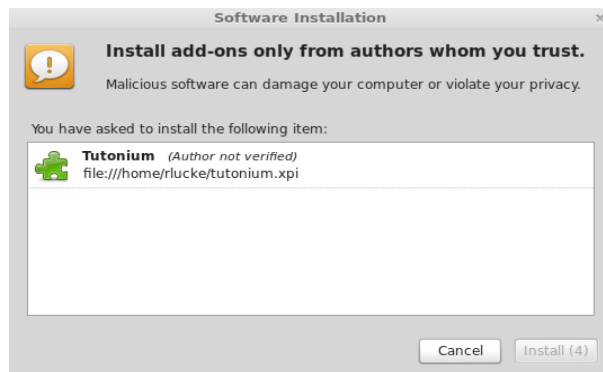 Software Installation
Install add-ons only from authors whom you trust.
Malicious software can damage your computer or violate your privacy.
You have asked to install the following item:
Tutonium (Author not verified)
file:///home/rlucke/tutonium.xpi
Cancel Install (4)